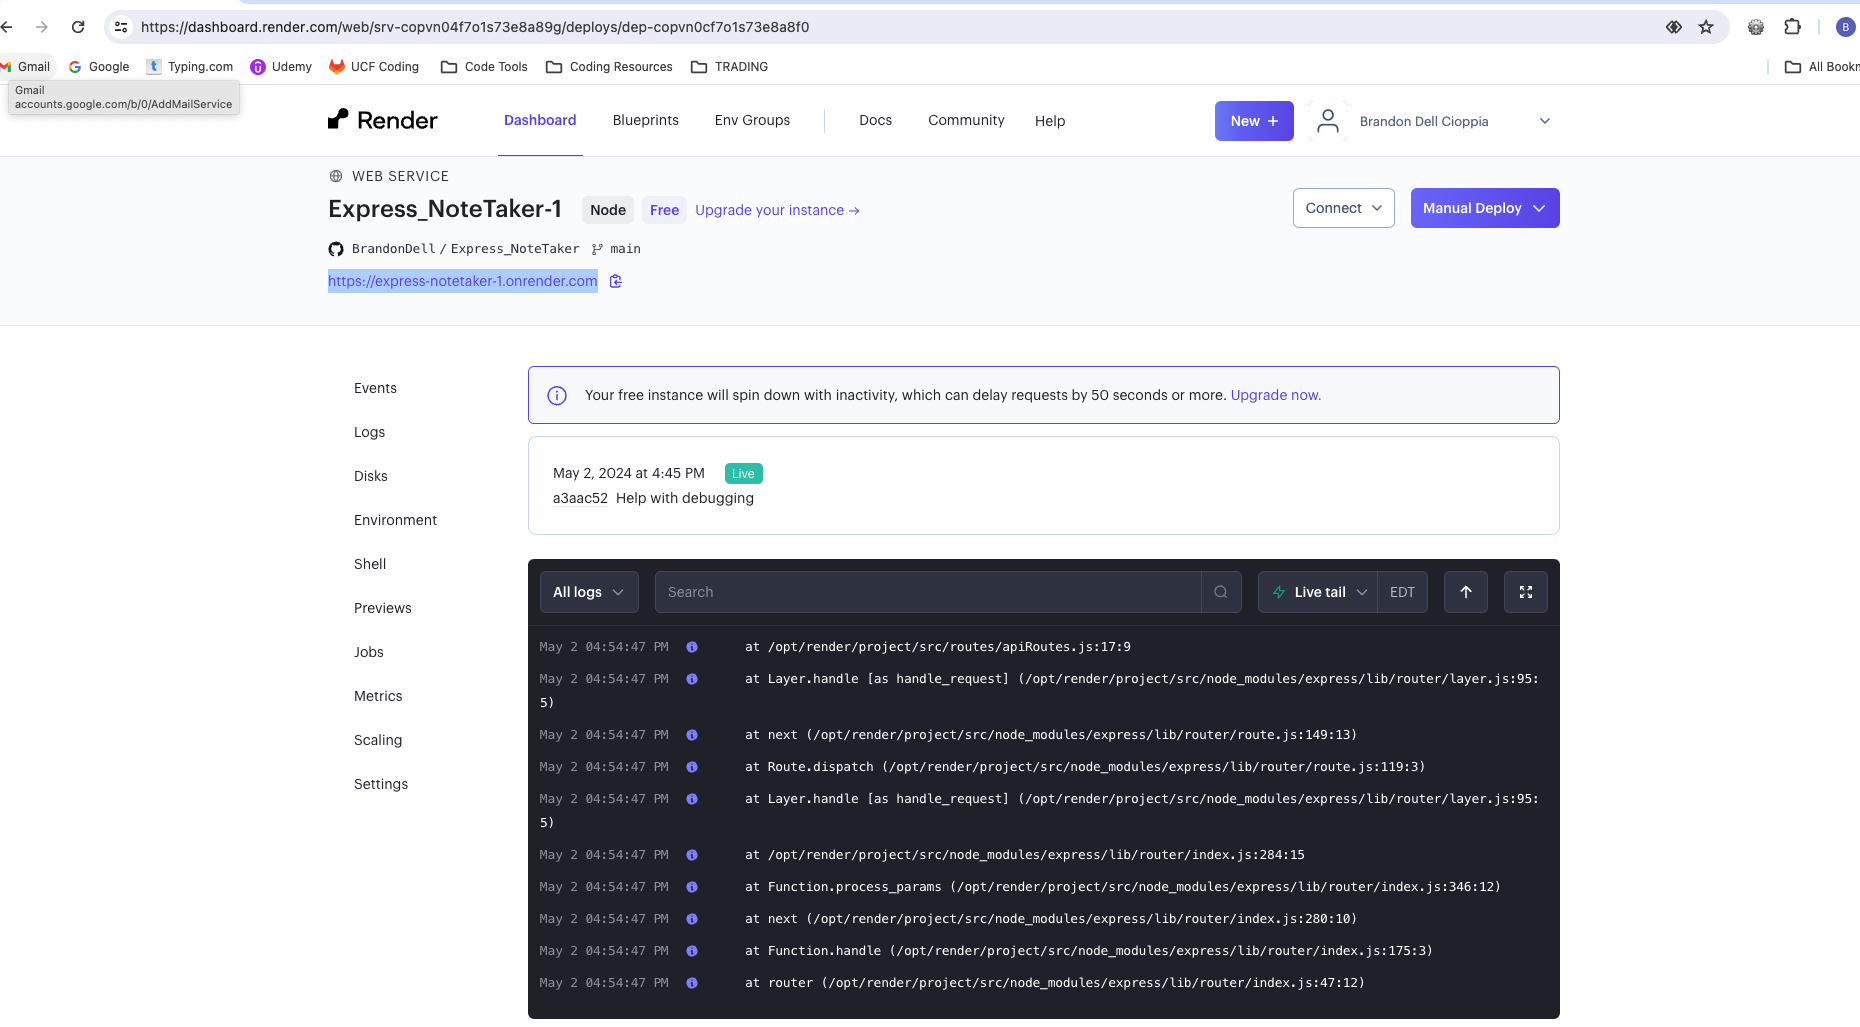 https://dashboard.render.com/web/srv-copvn04f7o1s73e8a89g/deploys/dep-copvn0cf7o1s73e8a8f0
B
Gmail Google Typing.com Udemy UCF Coding Code Tools Coding Resources TRADING All Bookm
Gmail
accounts.google.com/b/0/AddMailService
Render Dashboard Blueprints Env Groups Docs Community Help New + Brandon Dell Cioppia
WEB SERVICE
Express_NoteTaker-1 Node Free Upgrade your instance → Connect Manual Deploy
BrandonDell / Express_NoteTaker main
https://express-notetaker-1.onrender.com
Events
Logs
Disks
Environment
Shell
Previews
Jobs
Metrics
Scaling
Settings
Your free instance will spin down with inactivity, which can delay requests by 50 seconds or more. Upgrade now.
May 2, 2024 at 4:45 PM Live
a3aac52 Help with debugging
All logs Search Live tail EDT
May 2 04:54:47 PM at /opt/render/project/src/routes/apiRoutes.js:17:9
May 2 04:54:47 PM at Layer.handle [as handle_request] (/opt/render/project/src/node_modules/express/lib/router/layer.js:95:
5)
May 2 04:54:47 PM at next (/opt/render/project/src/node_modules/express/lib/router/route.js:149:13)
May 2 04:54:47 PM at Route.dispatch (/opt/render/project/src/node_modules/express/lib/router/route.js:119:3)
May 2 04:54:47 PM at Layer.handle [as handle_request] (/opt/render/project/src/node_modules/express/lib/router/layer.js:95:
5)
May 2 04:54:47 PM at /opt/render/project/src/node_modules/express/lib/router/index.js:284:15
May 2 04:54:47 PM at Function.process_params (/opt/render/project/src/node_modules/express/lib/router/index.js:346:12)
May 2 04:54:47 PM at next (/opt/render/project/src/node_modules/express/lib/router/index.js:280:10)
May 2 04:54:47 PM at Function.handle (/opt/render/project/src/node_modules/express/lib/router/index.js:175:3)
May 2 04:54:47 PM at router (/opt/render/project/src/node_modules/express/lib/router/index.js:47:12)